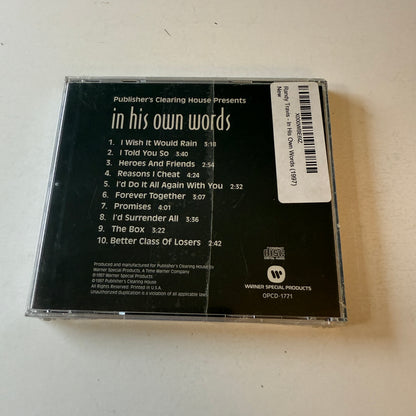 Publisher's Clearing House Presents
in his own words
1. I Wish It Would Rain 3:18
2. I Told You So 3:40
3. Heroes And Friends 2:54
4. Reasons I Cheat 4:24
5. I'd Do It All Again With You 2:32
6. Forever Together 3:07
7. Promises 4:01
8. I'd Surrender All 3:36
9. The Box 3:22
10. Better Class Of Losers 2:42
Produced and manufactured for Publisher's Clearing House by
Warner Special Products. A Time Warner Company
©1997 Warner Special Products.
©1997 Publisher's Clearing House
All Rights Reserved. Printed in U.S.A.
Unauthorized duplication is a violation of all applicable laws.
COMPACT
disc
DIGITAL AUDIO
WARNER SPECIAL PRODUCTS
OPCD-1771
Randy Travis - In His Own Words (1997)
New